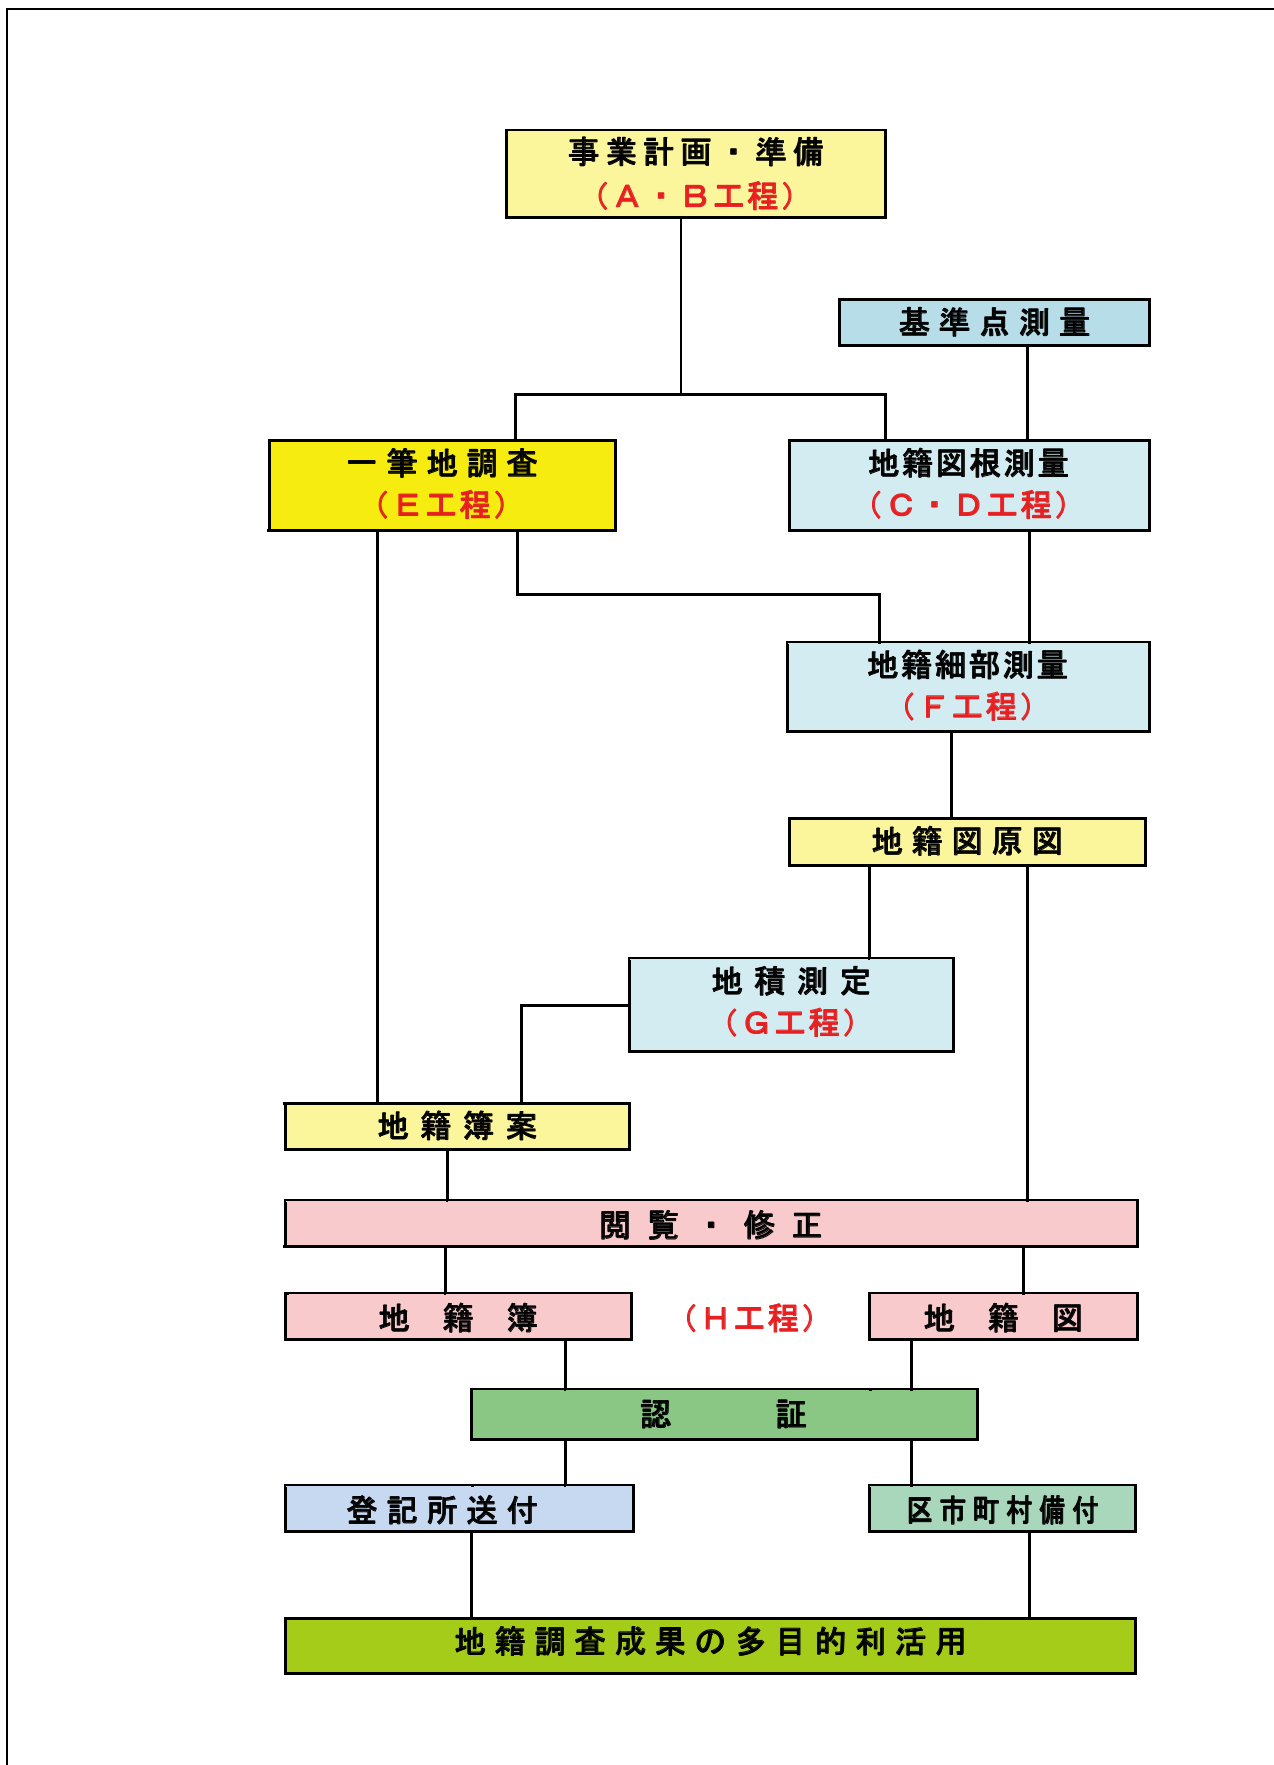 事業計画・準備
（A・B工程）
基準点測量
一筆地調査
（E工程）
地籍図根測量
（C・D工程）
地籍細部測量
（F工程）
地籍図原図
地積測定
（G工程）
地籍簿案
閲覧・修正
地籍簿
（H工程）
地籍図
認証
登記所送付
区市町村備付
地籍調査成果の多目的利活用